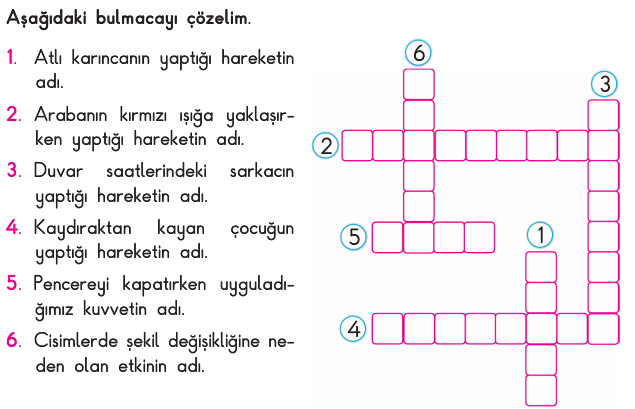 Aşağıdaki bulmacayı çözelim.
1. Atlı karıncanın yaptığı hareketin
adı.
2. Arabanın kırmızı ışığa yaklaşır-
ken yaptığı hareketin adı.
3. Duvar saatlerindeki sarkacın
yaptığı hareketin adı.
4. Kaydıraktan kayan çocuğun
yaptığı hareketin adı.
5. Pencereyi kapatırken uyguladı-
ğımız kuvvetin adı.
6. Cisimlerde şekil değişikliğine ne-
den olan etkinin adı.
6
3
2
5
1
4